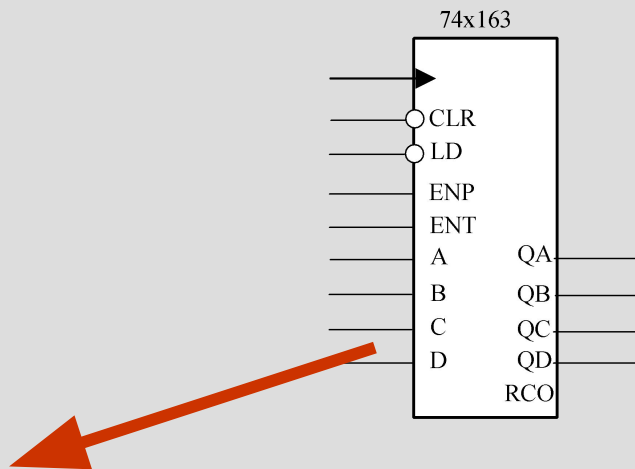 74x163
CLR
LD
ENP
ENT
A QA
B QB
C QC
D QD
RCO